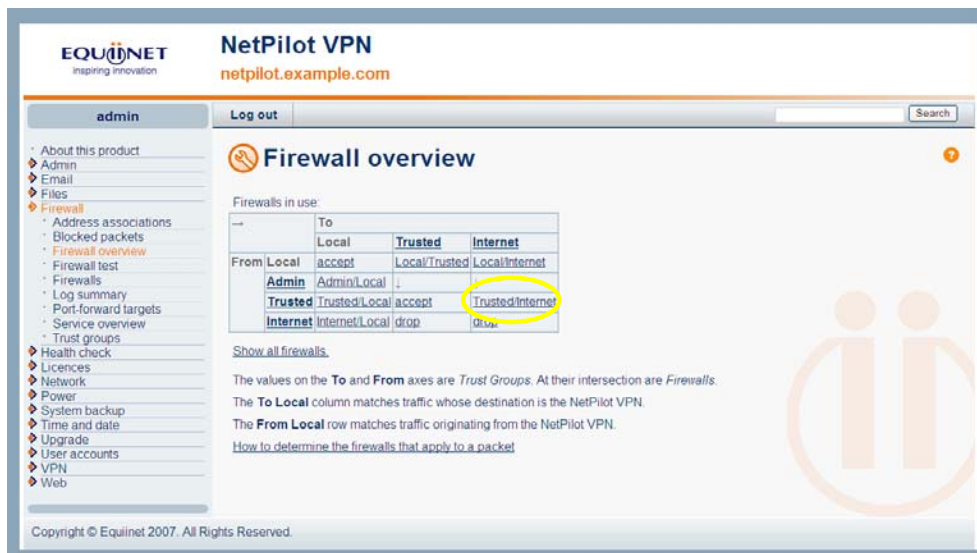 EQUiiNET
inspiring innovation
NetPilot VPN
netpilot.example.com
admin
Log out
Search
About this product
Admin
Email
Files
Firewall
Address associations
Blocked packets
Firewall overview
Firewall test
Firewalls
Log summary
Port-forward targets
Service overview
Trust groups
Health check
Licences
Network
Power
System backup
Time and date
Upgrade
User accounts
VPN
Web
Firewall overview
?
Firewalls in use:
→ To
Local Trusted Internet
From Local accept Local/Trusted Local/Internet
Admin Admin/Local ↓ ↓
Trusted Trusted/Local accept Trusted/Internet
Internet Internet/Local drop drop
Show all firewalls.
The values on the To and From axes are Trust Groups. At their intersection are Firewalls.
The To Local column matches traffic whose destination is the NetPilot VPN.
The From Local row matches traffic originating from the NetPilot VPN.
How to determine the firewalls that apply to a packet
Copyright © Equiinet 2007. All Rights Reserved.